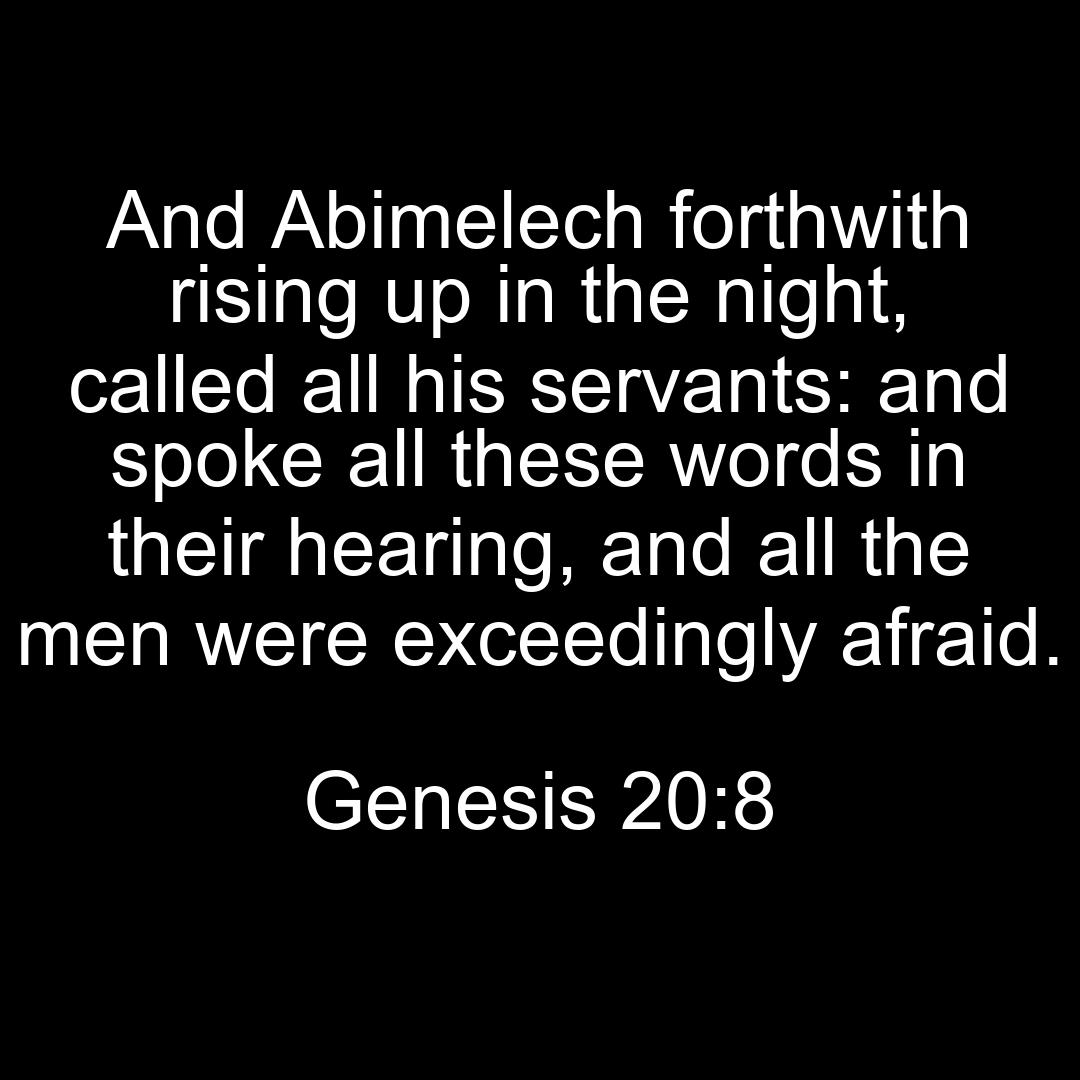 And Abimelech forthwith
rising up in the night,
called all his servants: and
spoke all these words in
their hearing, and all the
men were exceedingly afraid.
Genesis 20:8